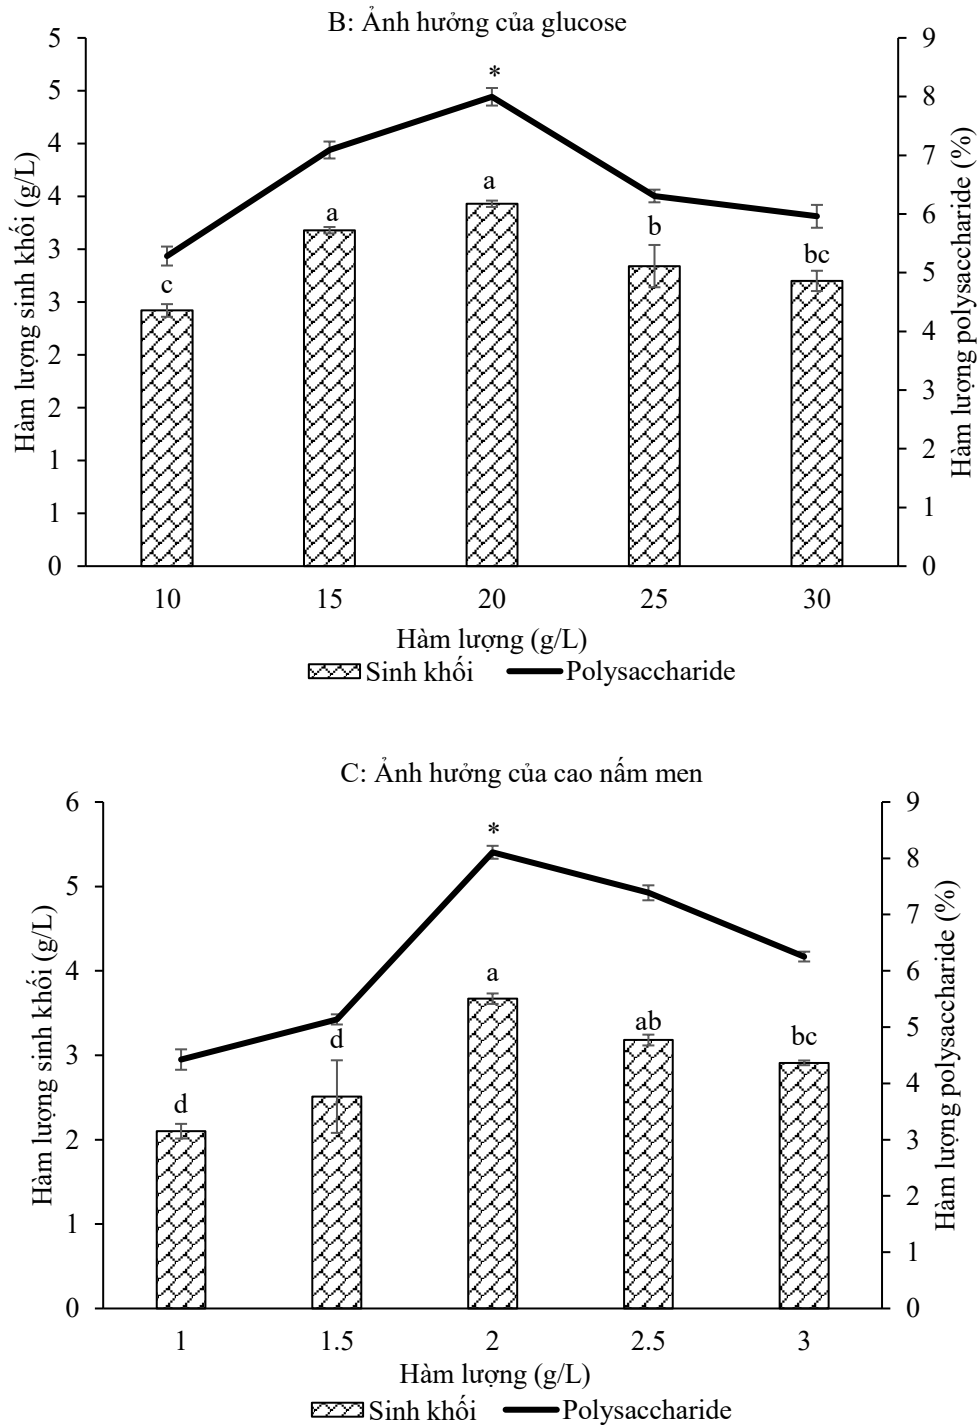 B: Ảnh hưởng của glucose
5
5
4
4
3
3
2
2
1
1
0
Hàm lượng sinh khối (g/L)
9
8
7
6
5
4
3
2
1
0
Hàm lượng polysaccharide (%)
*
c
a
a
b
bc
10 15 20 25 30
Hàm lượng (g/L)
Sinh khối Polysaccharide
C: Ảnh hưởng của cao nấm men
6
5
4
3
2
1
0
Hàm lượng sinh khối (g/L)
9
8
7
6
5
4
3
2
1
0
Hàm lượng polysaccharide (%)
*
d
d
a
ab
bc
1 1.5 2 2.5 3
Hàm lượng (g/L)
Sinh khối Polysaccharide